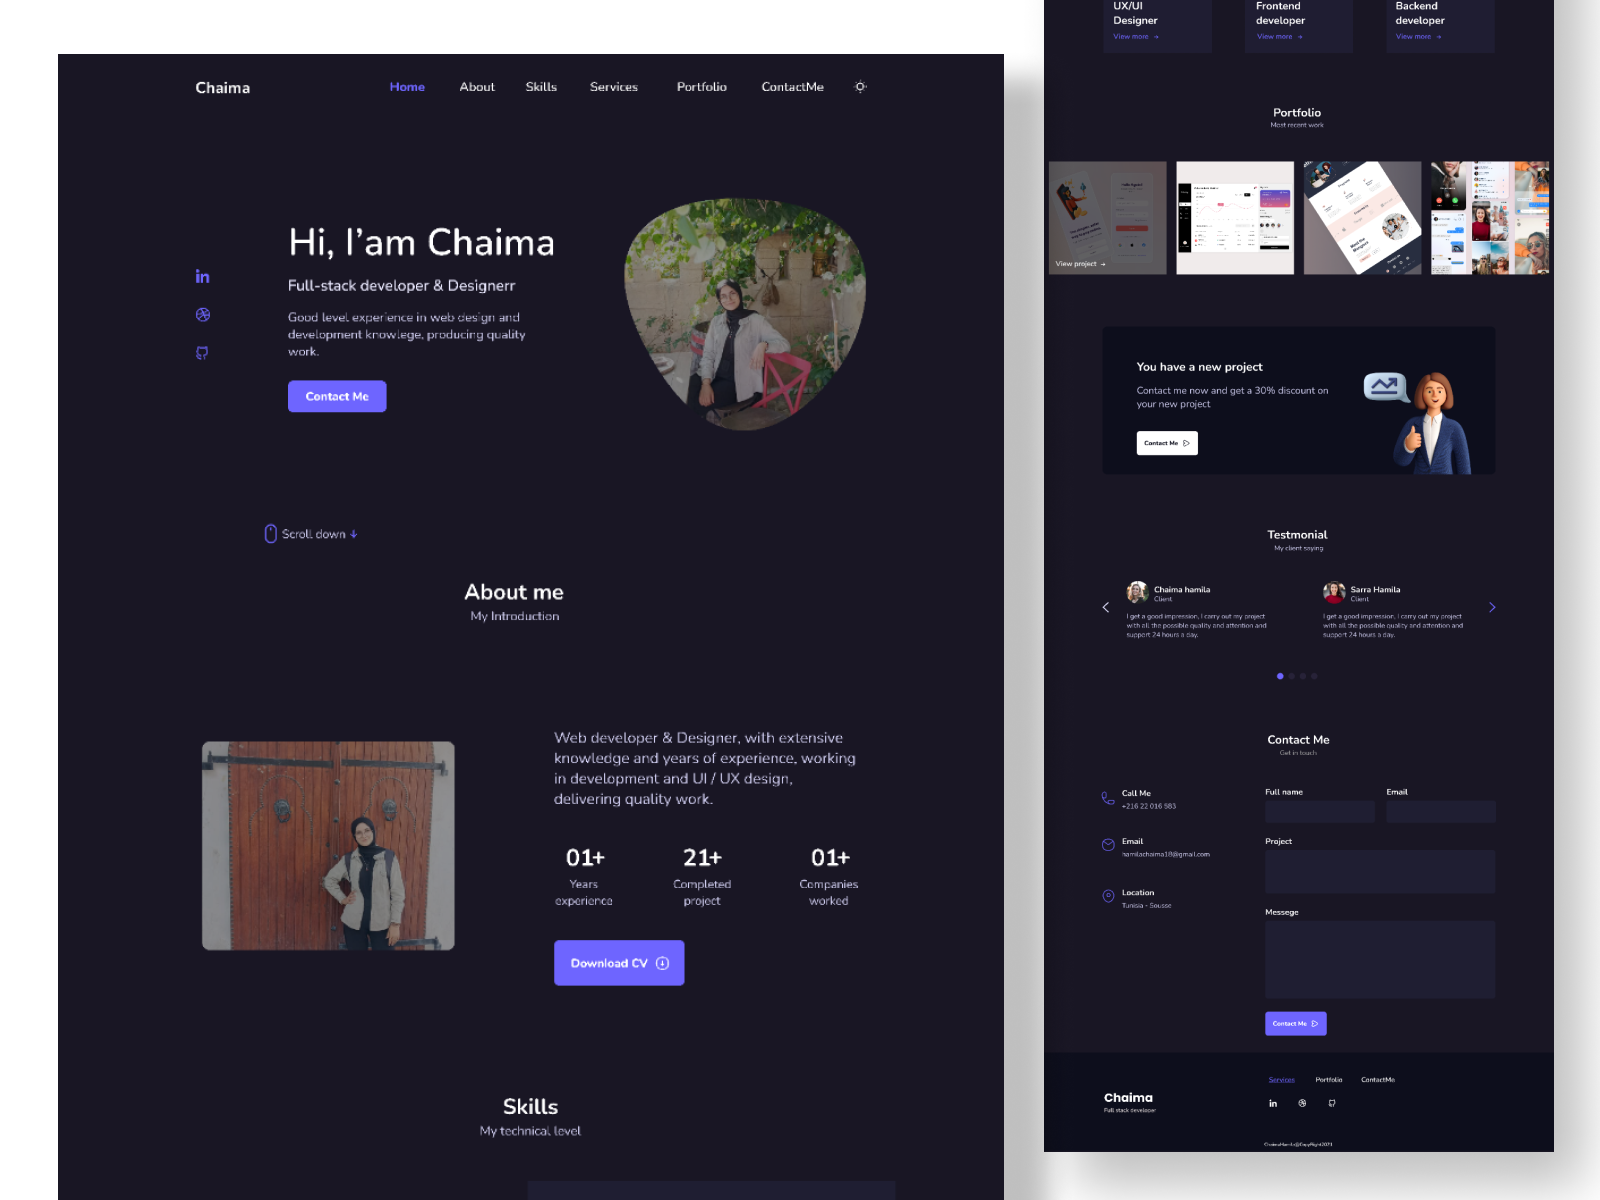 Chaima
Home
About
Skills
Services
Portfolio
ContactMe
Hi, I’am Chaima
Full-stack developer & Designerr
Good level experience in web design and
development knowlege, producing quality
work.
Contact Me
Scroll down
About me
My Introduction
Web developer & Designer, with extensive
knowledge and years of experience, working
in development and UI / UX design,
delivering quality work.
01+
Years
experience
21+
Completed
project
01+
Companies
worked
Download CV
Skills
My technical level
UX/UI
Designer
View more
Frontend
developer
View more
Backend
developer
View more
Portfolio
Most recent work
View project
You have a new project
Contact me now and get a 30% discount on
your new project
Contact Me
Testmonial
My client saying
Chaima hamila
Client
I get a good impression, I carry out my project
with all the possible quality and attention and
support 24 hours a day.
Sarra Hamila
Client
I get a good impression, I carry out my project
with all the possible quality and attention and
support 24 hours a day.
Contact Me
Get in touch
Call Me
+216 22 016 583
Email
hamilachaima18@gmail.com
Location
Tunisia - Sousse
Full name
Email
Project
Messege
Contact Me
Chaima
Full stack developer
Services
Portfolio
ContactMe